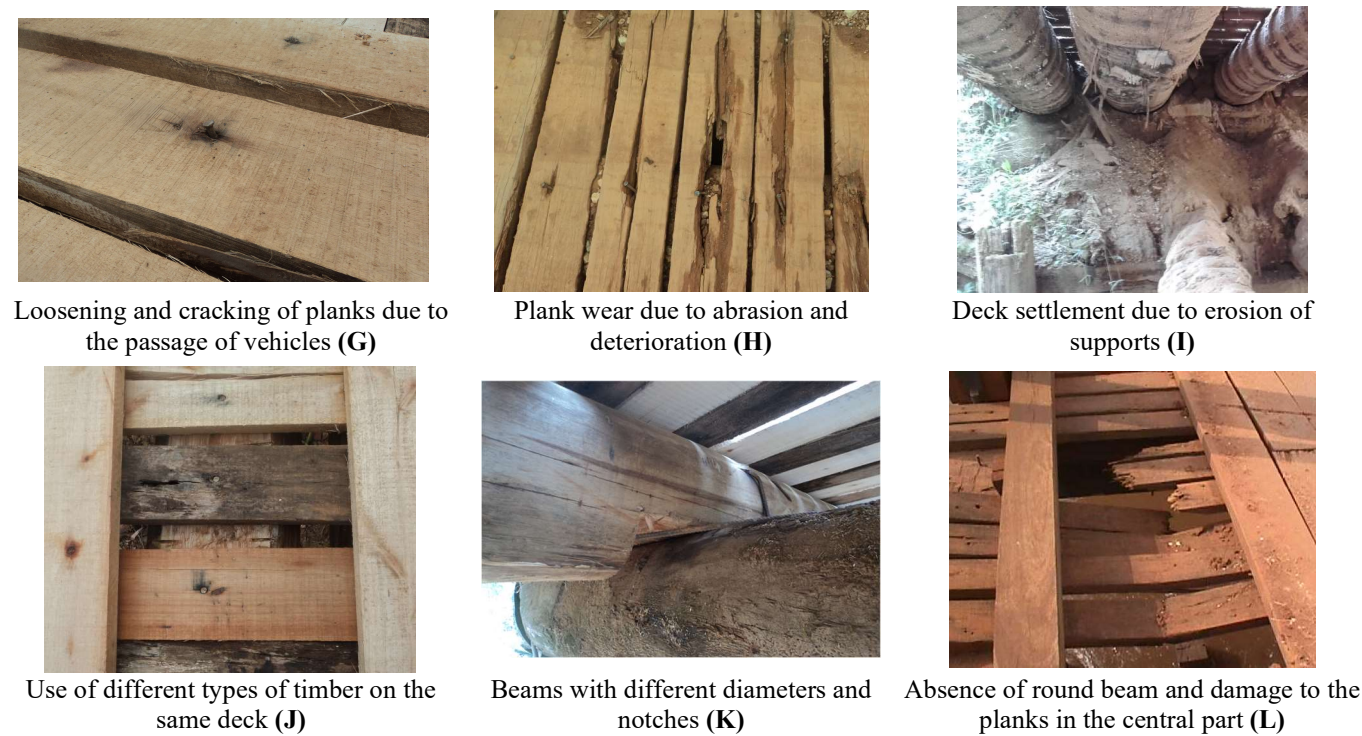 Loosening and cracking of planks due to
the passage of vehicles (G)
Plank wear due to abrasion and
deterioration (H)
Deck settlement due to erosion of
supports (I)
Use of different types of timber on the
same deck (J)
Beams with different diameters and
notches (K)
Absence of round beam and damage to the
planks in the central part (L)